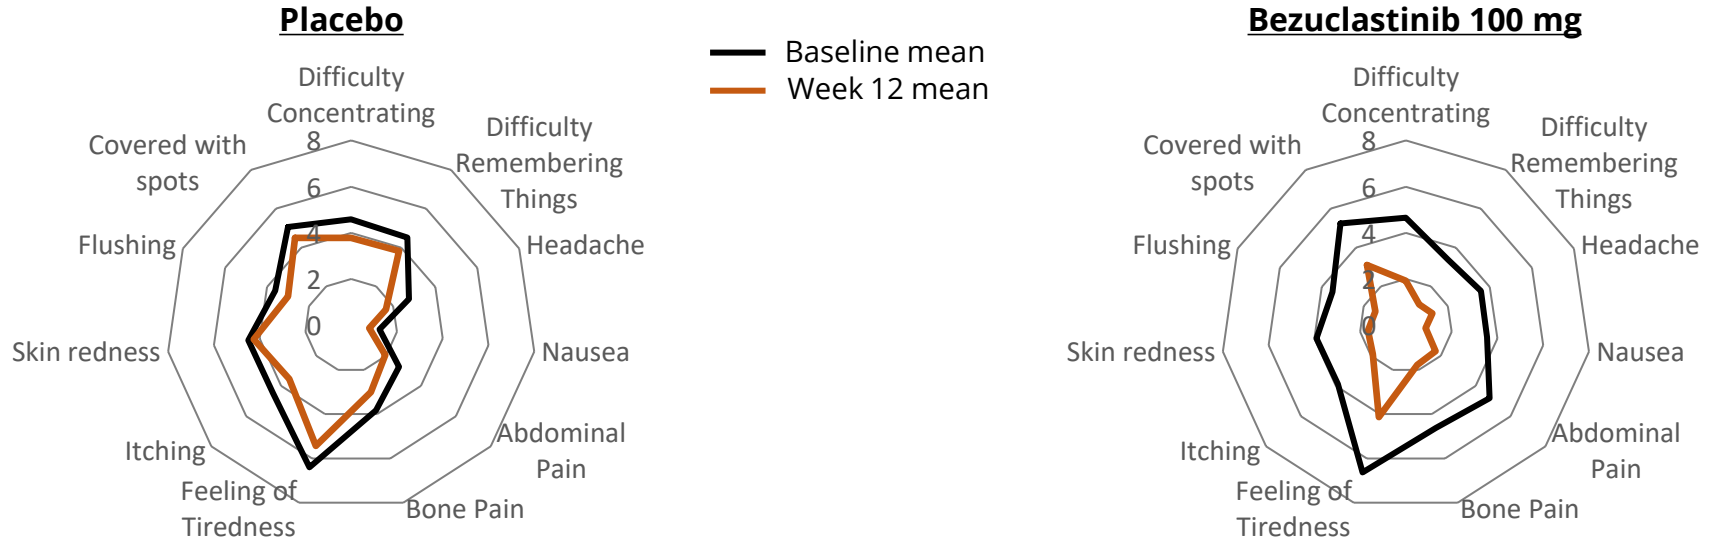 Placebo
Difficulty
Concentrating
Difficulty
Remembering
Things
Headache
Nausea
Abdominal
Pain
Bone Pain
Feeling of
Tiredness
Itching
Skin redness
Flushing
Covered with
spots
8
6
4
2
0
Baseline mean
Week 12 mean
Bezuclastinib 100 mg
Difficulty
Concentrating
Difficulty
Remembering
Things
Headache
Nausea
Abdominal
Pain
Bone Pain
Feeling of
Tiredness
Itching
Skin redness
Flushing
Covered with
spots
8
6
4
2
0